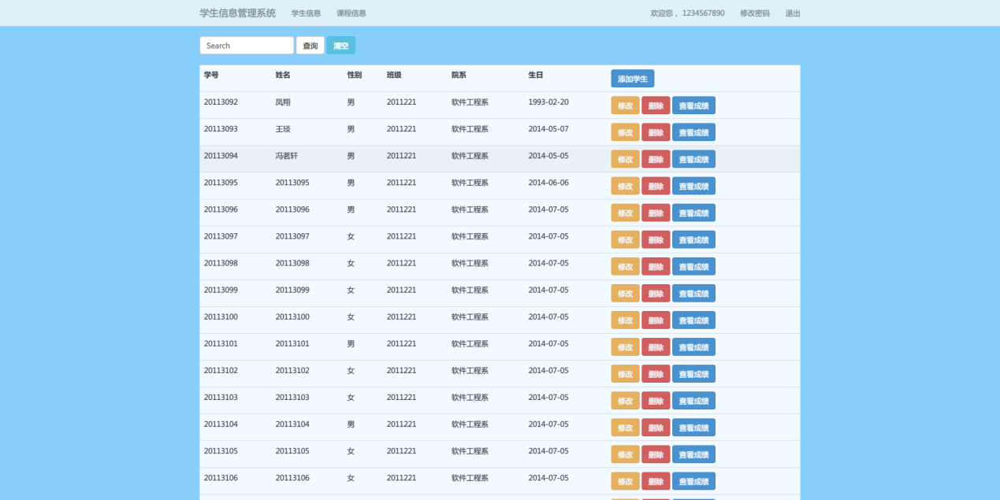 学生信息管理系统 学生信息 课程信息 欢迎您， 1234567890 修改密码 退出
Search 查询 清空
学号 姓名 性别 班级 院系 生日 添加学生
20113092 凤翔 男 2011221 软件工程系 1993-02-20 修改 删除 查看成绩
20113093 王琰 男 2011221 软件工程系 2014-05-07 修改 删除 查看成绩
20113094 冯茗轩 男 2011221 软件工程系 2014-05-05 修改 删除 查看成绩
20113095 20113095 男 2011221 软件工程系 2014-06-06 修改 删除 查看成绩
20113096 20113096 男 2011221 软件工程系 2014-07-05 修改 删除 查看成绩
20113097 20113097 女 2011221 软件工程系 2014-07-05 修改 删除 查看成绩
20113098 20113098 女 2011221 软件工程系 2014-07-05 修改 删除 查看成绩
20113099 20113099 女 2011221 软件工程系 2014-07-05 修改 删除 查看成绩
20113100 20113100 女 2011221 软件工程系 2014-07-05 修改 删除 查看成绩
20113101 20113101 男 2011221 软件工程系 2014-07-05 修改 删除 查看成绩
20113102 20113102 女 2011221 软件工程系 2014-07-05 修改 删除 查看成绩
20113103 20113103 女 2011221 软件工程系 2014-07-05 修改 删除 查看成绩
20113104 20113104 男 2011221 软件工程系 2014-07-05 修改 删除 查看成绩
20113105 20113105 女 2011221 软件工程系 2014-07-05 修改 删除 查看成绩
20113106 20113106 女 2011221 软件工程系 2014-07-05 修改 删除 查看成绩